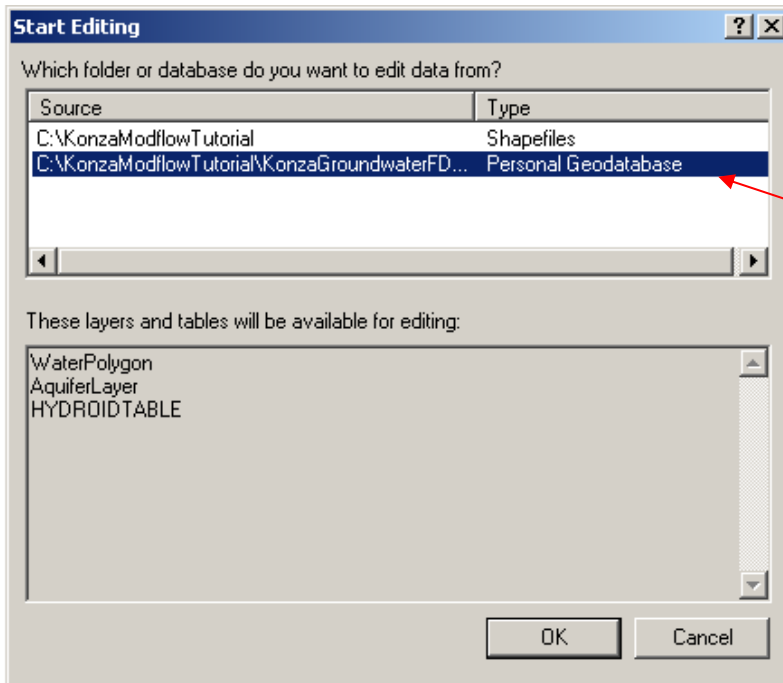 Start Editing
Which folder or database do you want to edit data from?
Source Type
C:\KonzaModflowTutorial Shapefiles
C:\KonzaModflowTutorial\KonzaGroundwaterFD... Personal Geodatabase
These layers and tables will be available for editing:
WaterPolygon
AquiferLayer
HYDROIDTABLE
OK Cancel